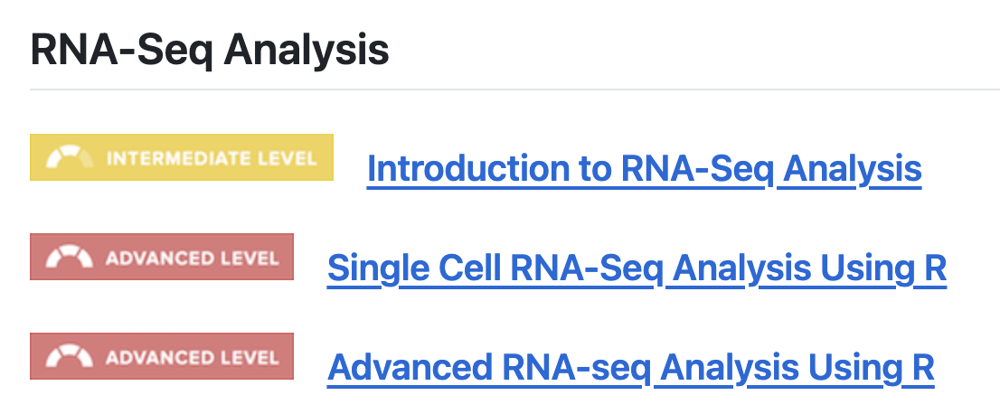 RNA-Seq Analysis
INTERMEDIATE LEVEL Introduction to RNA-Seq Analysis
ADVANCED LEVEL Single Cell RNA-Seq Analysis Using R
ADVANCED LEVEL Advanced RNA-seq Analysis Using R